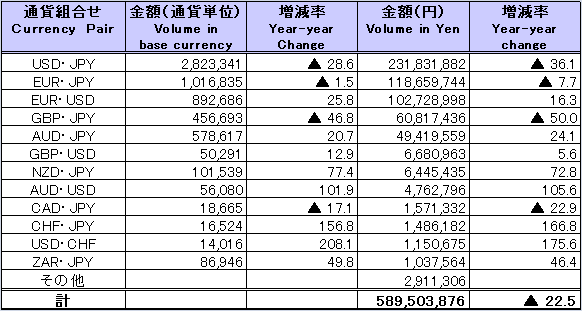 通貨組合せ 金額(通貨単位) 増減率 金額(円) 増減率
Currency Pair Volume in base currency Year-year Change Volume in Yen Year-year change
USD・JPY 2,823,341 ▲ 28.6 231,831,882 ▲ 36.1
EUR・JPY 1,016,835 ▲ 1.5 118,659,744 ▲ 7.7
EUR・USD 892,686 25.8 102,728,998 16.3
GBP・JPY 456,693 ▲ 46.8 60,817,436 ▲ 50.0
AUD・JPY 578,617 20.7 49,419,559 24.1
GBP・USD 50,291 12.9 6,680,963 5.6
NZD・JPY 101,539 77.4 6,445,435 72.8
AUD・USD 56,080 101.9 4,762,796 105.6
CAD・JPY 18,665 ▲ 17.1 1,571,332 ▲ 22.9
CHF・JPY 16,524 156.8 1,486,182 166.8
USD・CHF 14,016 208.1 1,150,675 175.6
ZAR・JPY 86,946 49.8 1,037,564 46.4
その他 2,911,306
計 589,503,876 ▲ 22.5